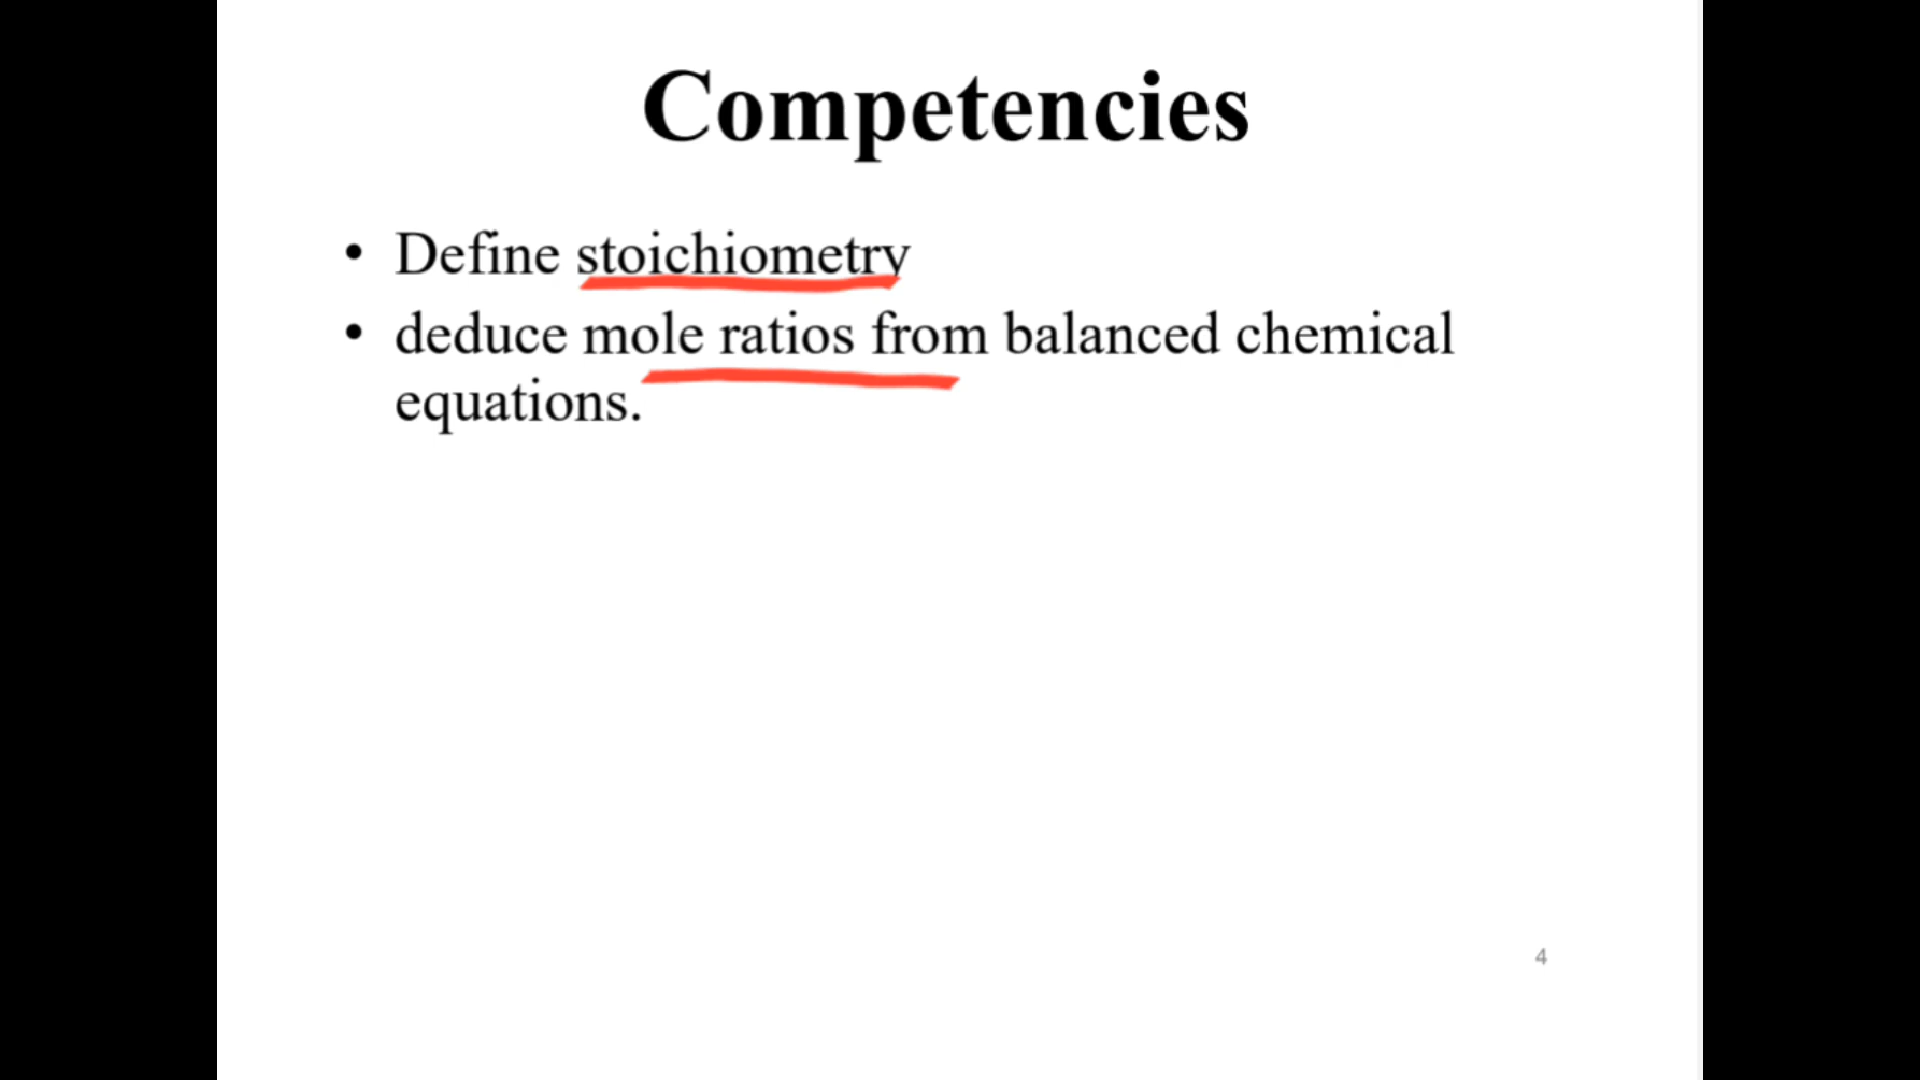 Competencies
• Define stoichiometry
• deduce mole ratios from balanced chemical
equations.
4